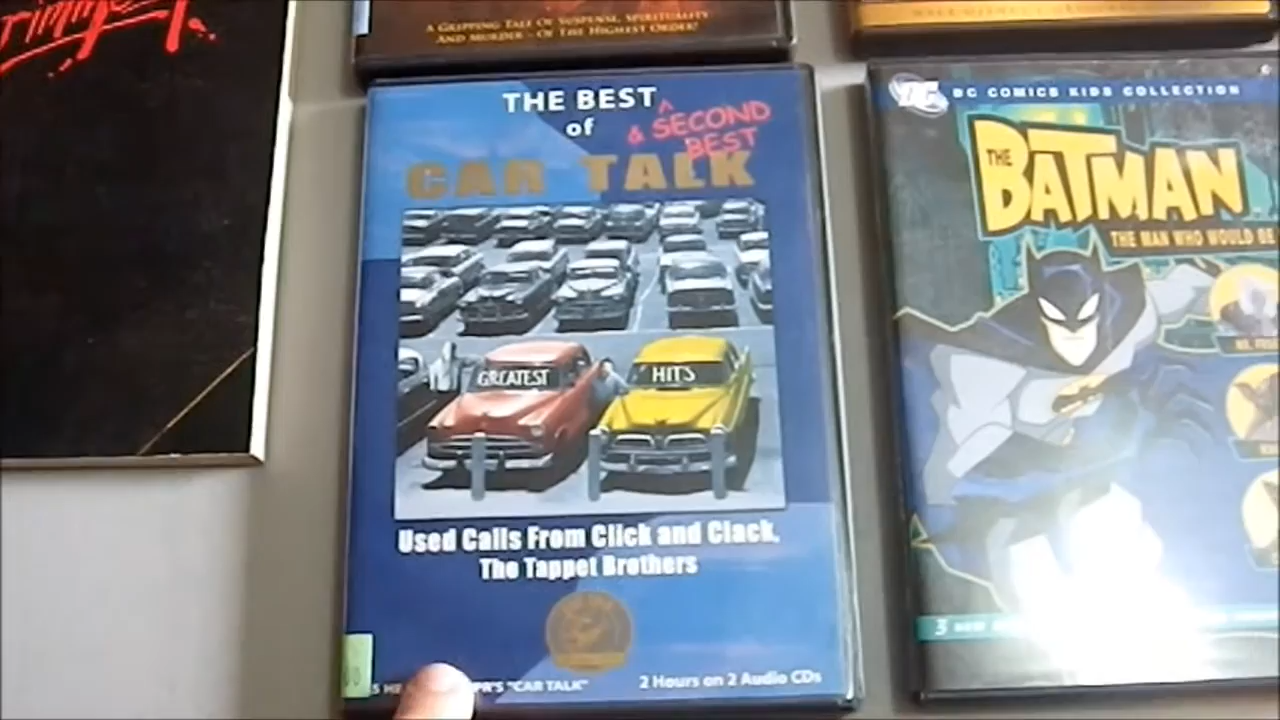 A GRIPPING TALE OF SUSPENSE, SPIRITUALITY
AND MURDER - OF THE HIGHEST ORDER!
THE BEST ^
of & SECOND
BEST
CAR TALK
GREATEST HITS
Used Calls From Click and Clack,
The Tappet Brothers
"CAR TALK"
2 Hours on 2 Audio CDs
DC DC COMICS KIDS COLLECTION
THE
BATMAN
THE MAN WHO WOULD BE
3